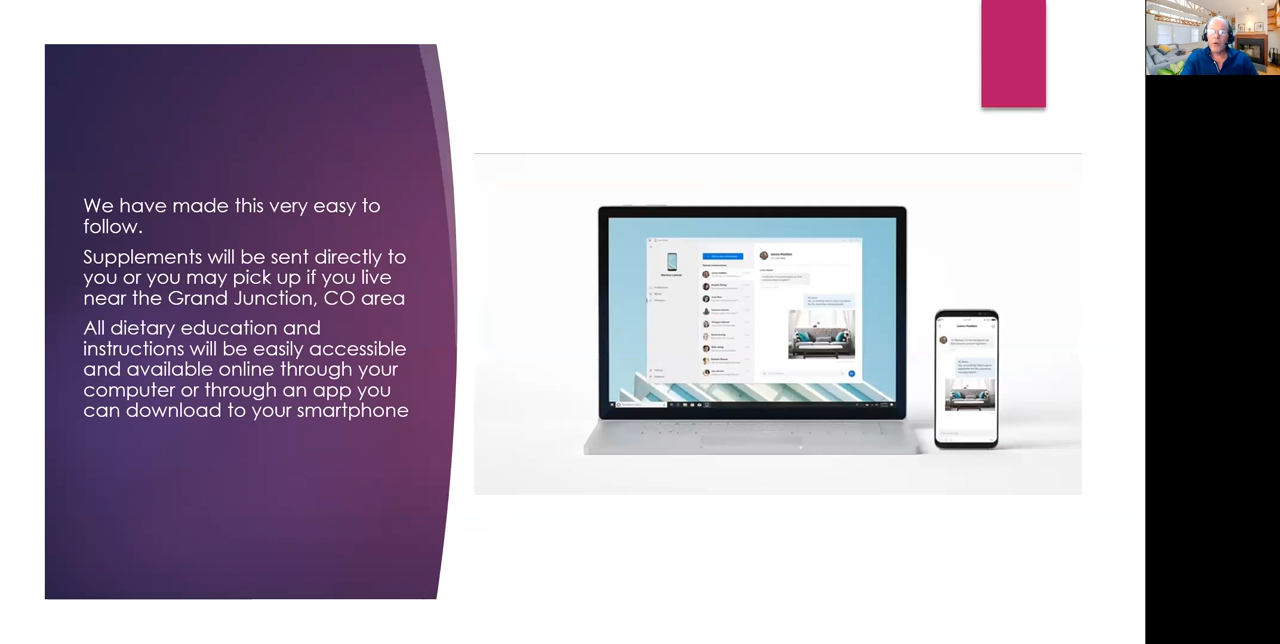 We have made this very easy to
follow.
Supplements will be sent directly to
you or you may pick up if you live
near the Grand Junction, CO area
All dietary education and
instructions will be easily accessible
and available online through your
computer or through an app you
can download to your smartphone